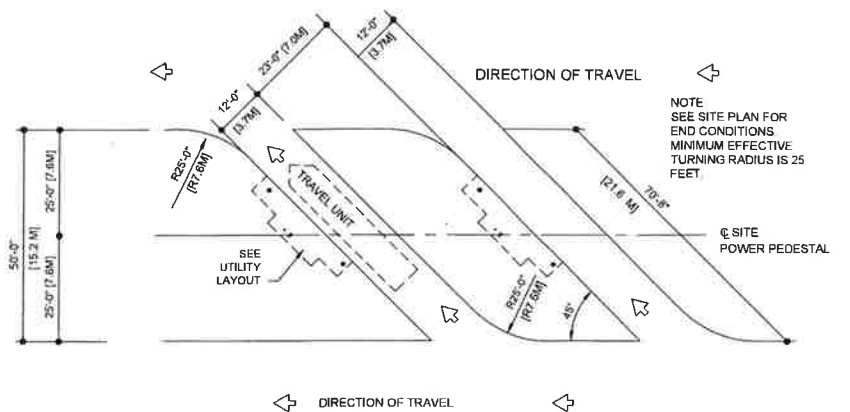 12'-0"
[3.7M]
23'-0" [7.0M]
12'-0"
[3.7M]
DIRECTION OF TRAVEL
NOTE
SEE SITE PLAN FOR
END CONDITIONS.
MINIMUM EFFECTIVE
TURNING RADIUS IS 25
FEET.
R25'-0"
[R7.6M]
TRAVEL UNIT
70'-8"
[21.6 M]
50'-0"
[15.2 M]
25'-0" [7.6M]
25'-0" [7.6M]
℄ SITE
POWER PEDESTAL
SEE
UTILITY
LAYOUT
R25'-0"
[R7.6M]
45°
DIRECTION OF TRAVEL